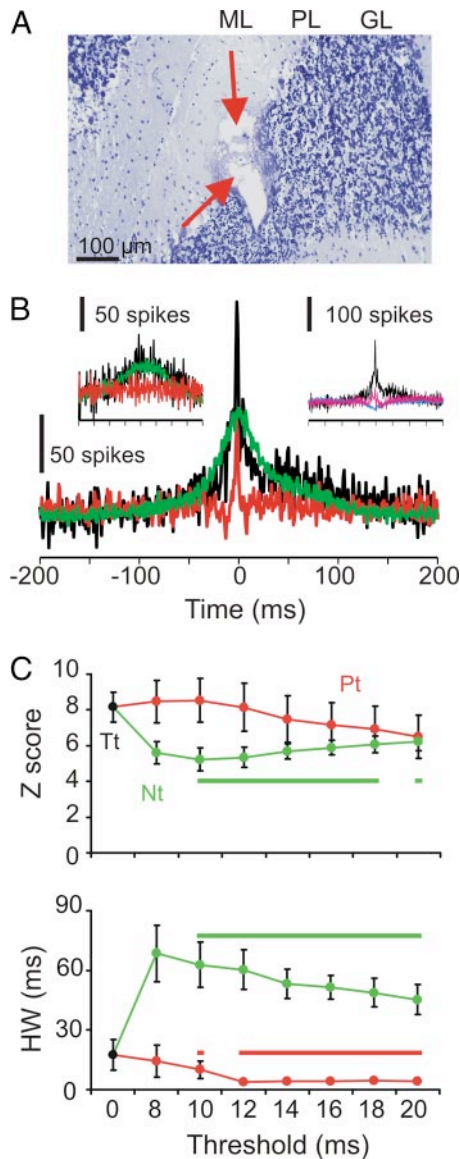 A
ML PL GL
100 μm
B
50 spikes
100 spikes
50 spikes
-200 -100 0 100 200
Time (ms)
C
10
8
6
4
2
0
Z score
Tt
Nt
Pt
90
60
30
0
HW (ms)
0 8 10 12 14 16 18 20
Threshold (ms)